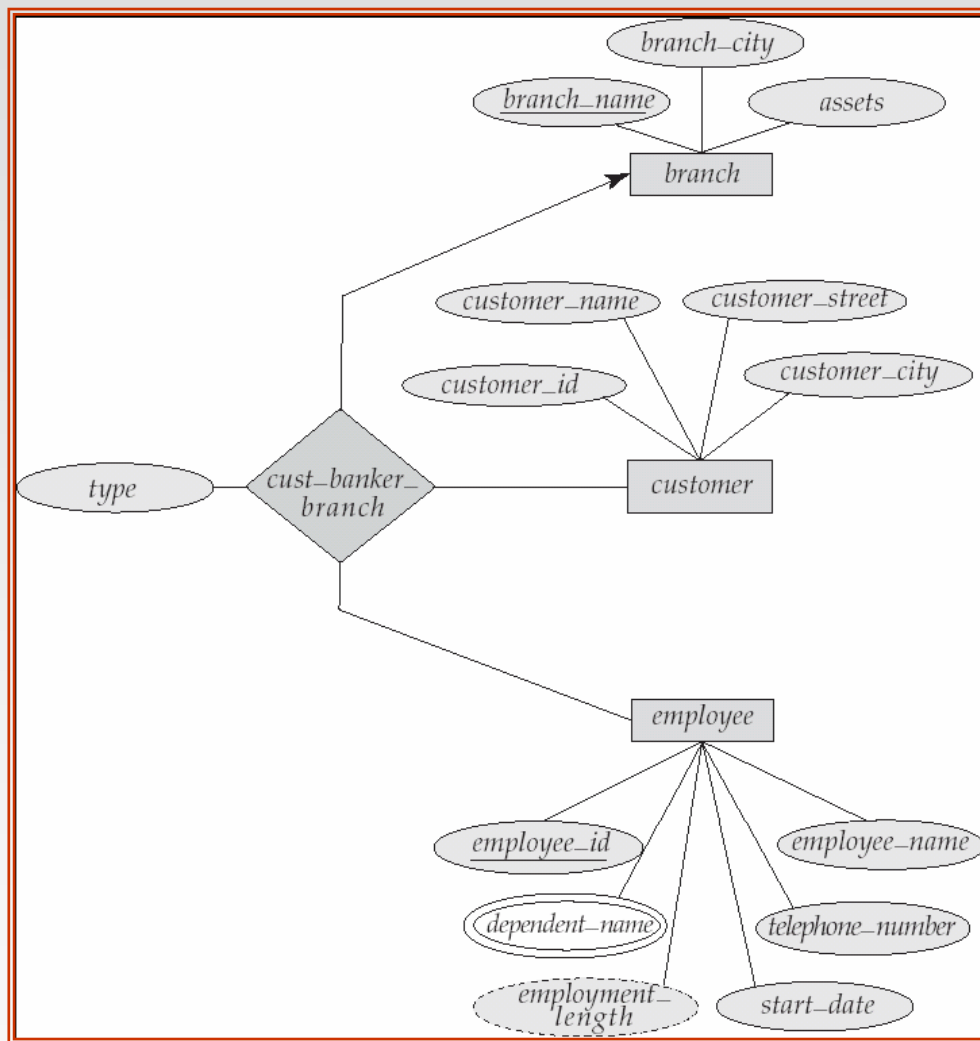 branch_city
branch_name
assets
branch
customer_name
customer_street
customer_id
customer_city
type
cust_banker_
branch
customer
employee
employee_id
employee_name
dependent_name
telephone_number
employment_
length
start_date